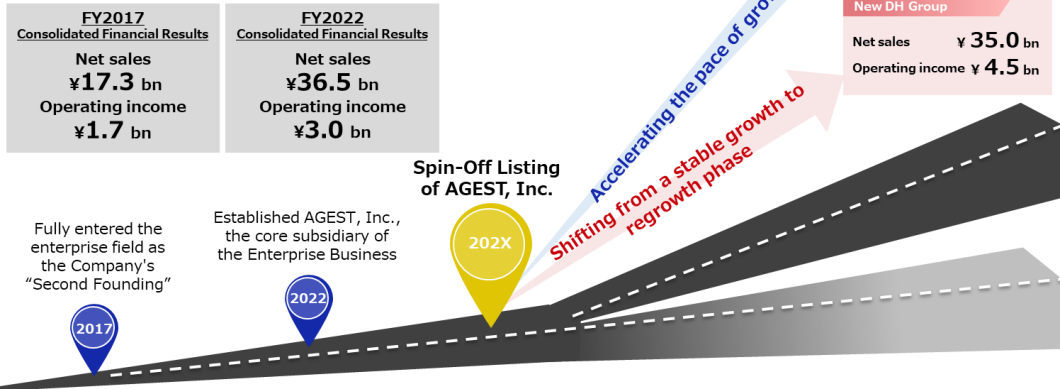 FY2017
Consolidated Financial Results
Net sales
¥17.3 bn
Operating income
¥1.7 bn
FY2022
Consolidated Financial Results
Net sales
¥36.5 bn
Operating income
¥3.0 bn
New DH Group
Net sales ¥ 35.0 bn
Operating income ¥ 4.5 bn
Accelerating the pace of
Shifting from a stable growth to
regrowth phase
Spin-Off Listing
of AGEST, Inc.
202X
Established AGEST, Inc.,
the core subsidiary of
the Enterprise Business
2022
Fully entered the
enterprise field as
the Company's
“Second Founding”
2017